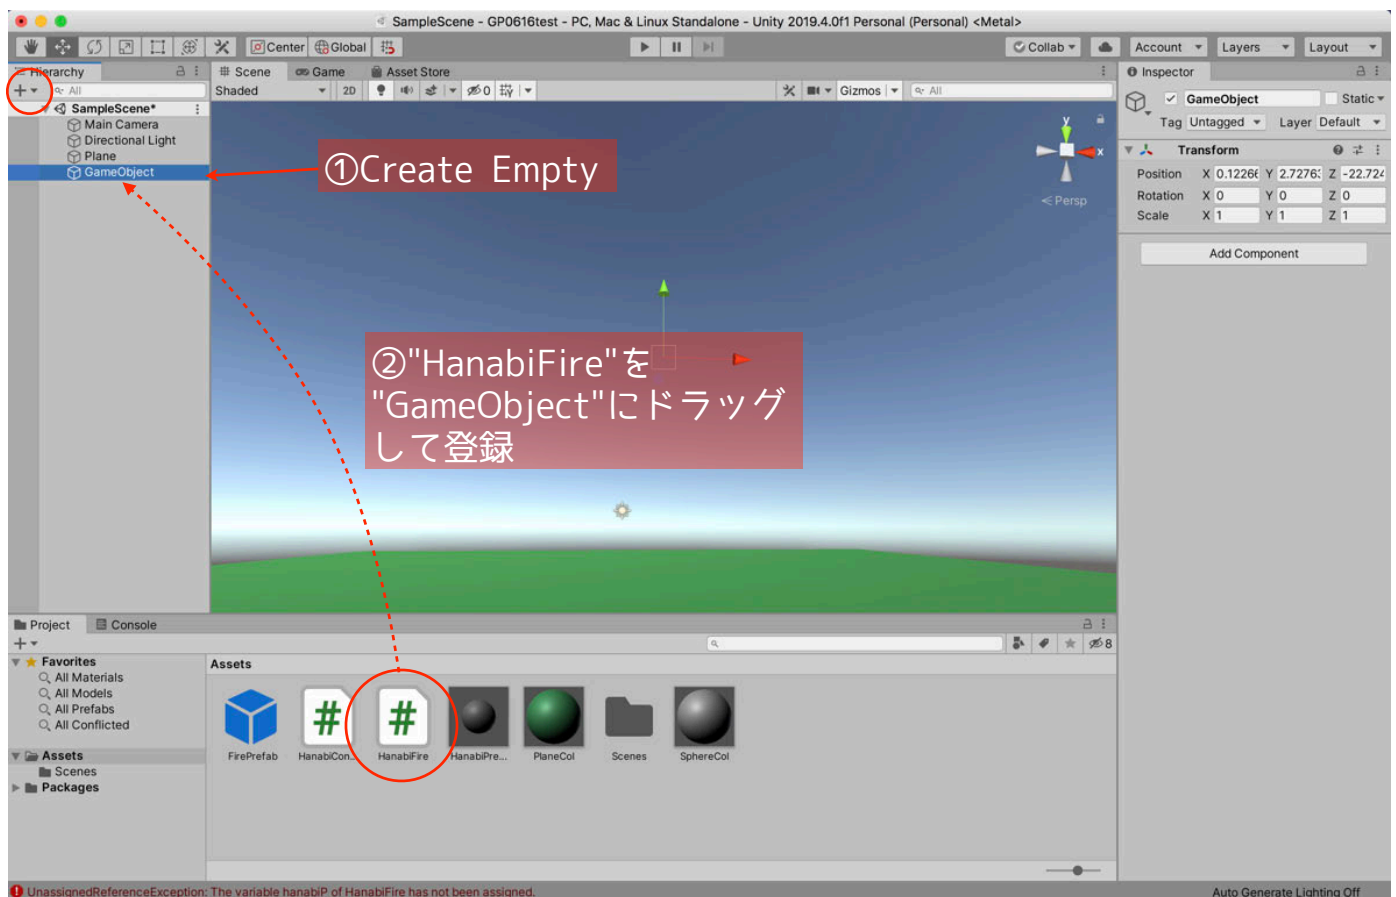 SampleScene - GP0616test - PC, Mac & Linux Standalone - Unity 2019.4.0f1 Personal (Personal) <Metal>
Center Global Collab Account Layers Layout
Hierarchy
All
SampleScene*
Main Camera
Directional Light
Plane
GameObject
Scene Game Asset Store
Shaded 2D 0 Gizmos All
y
x
Persp
①Create Empty
②"HanabiFire"を
"GameObject"にドラッグ
して登録
Inspector
GameObject Static
Tag Untagged Layer Default
Transform
Position X 0.12266 Y 2.7276 Z -22.724
Rotation X 0 Y 0 Z 0
Scale X 1 Y 1 Z 1
Add Component
Project Console
8
Favorites
All Materials
All Models
All Prefabs
All Conflicted
Assets
Scenes
Packages
Assets
# #
FirePrefab HanabiCon... HanabiFire HanabiPre... PlaneCol Scenes SphereCol
UnassignedReferenceException: The variable hanabiP of HanabiFire has not been assigned.
Auto Generate Lighting Off